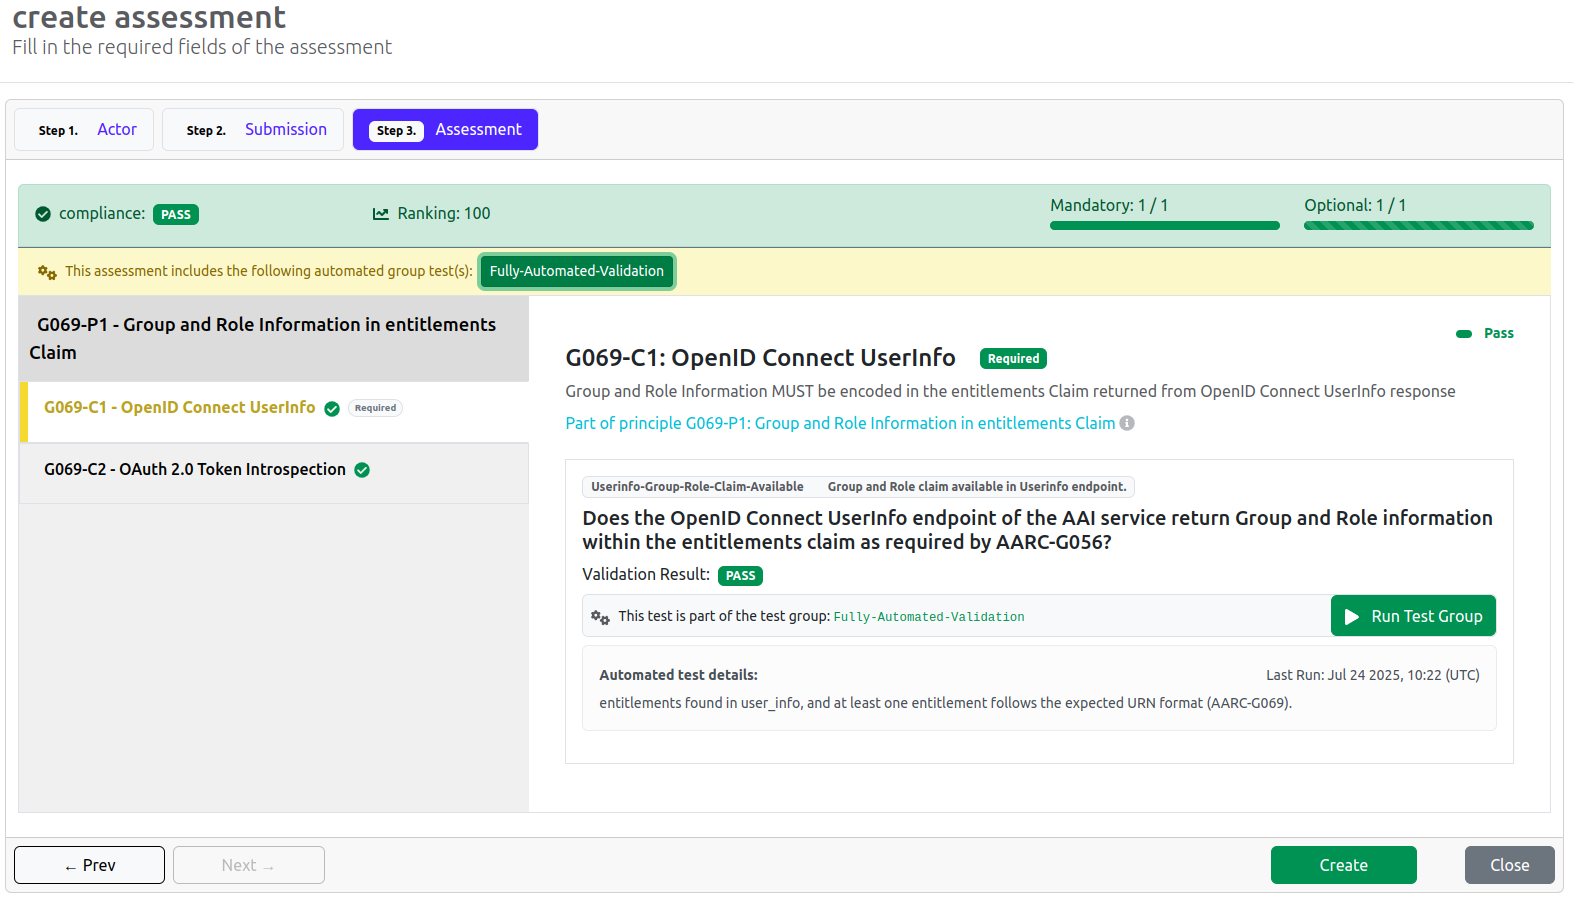 create assessment
Fill in the required fields of the assessment
Step 1. Actor
Step 2. Submission
Step 3. Assessment
compliance: PASS
Ranking: 100
Mandatory: 1 / 1
Optional: 1 / 1
This assessment includes the following automated group test(s): Fully-Automated-Validation
G069-P1 - Group and Role Information in entitlements
Claim
G069-C1 - OpenID Connect UserInfo Required
G069-C2 - OAuth 2.0 Token Introspection
Pass
G069-C1: OpenID Connect UserInfo Required
Group and Role Information MUST be encoded in the entitlements Claim returned from OpenID Connect UserInfo response
Part of principle G069-P1: Group and Role Information in entitlements Claim
Userinfo-Group-Role-Claim-Available Group and Role claim available in Userinfo endpoint.
Does the OpenID Connect UserInfo endpoint of the AAI service return Group and Role information
within the entitlements claim as required by AARC-G056?
Validation Result: PASS
This test is part of the test group: Fully-Automated-Validation
Run Test Group
Automated test details:
Last Run: Jul 24 2025, 10:22 (UTC)
entitlements found in user_info, and at least one entitlement follows the expected URN format (AARC-G069).
← Prev
Next →
Create
Close